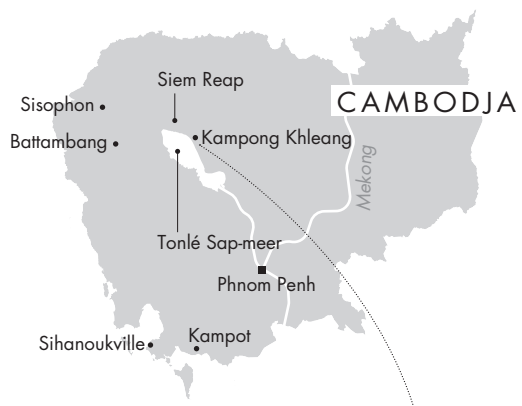 Siem Reap
CAMBODJA
Sisophon
Kampong Khleang
Battambang
Mekong
Tonlé Sap-meer
Phnom Penh
Kampot
Sihanoukville